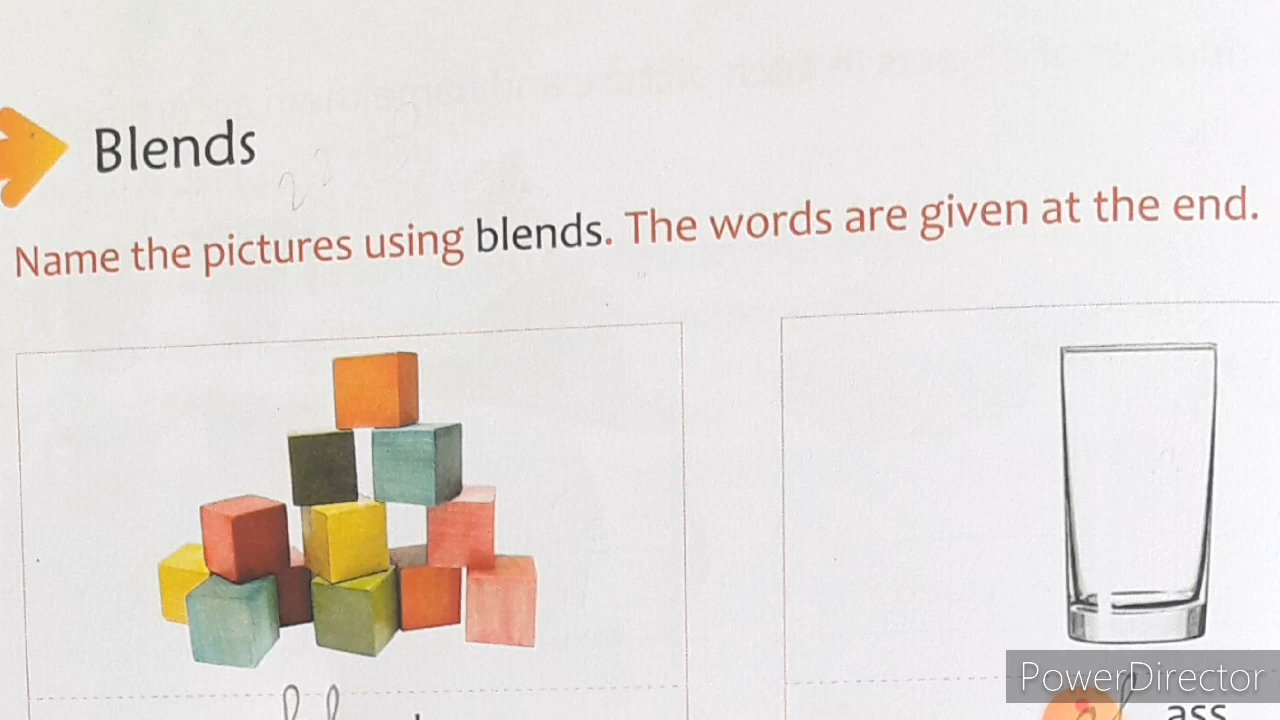 Blends
Name the pictures using blends. The words are given at the end.
PowerDirector
ass